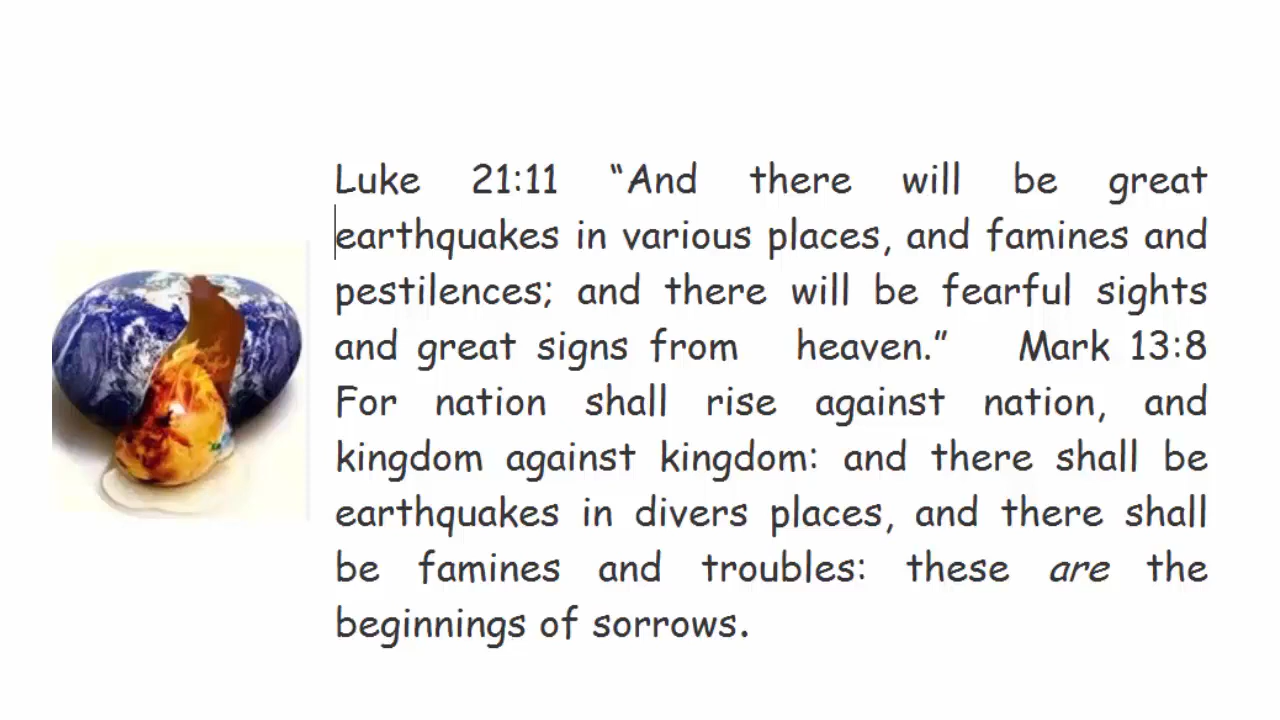 Luke 21:11 “And there will be great
earthquakes in various places, and famines and
pestilences; and there will be fearful sights
and great signs from heaven.” Mark 13:8
For nation shall rise against nation, and
kingdom against kingdom: and there shall be
earthquakes in divers places, and there shall
be famines and troubles: these are the
beginnings of sorrows.